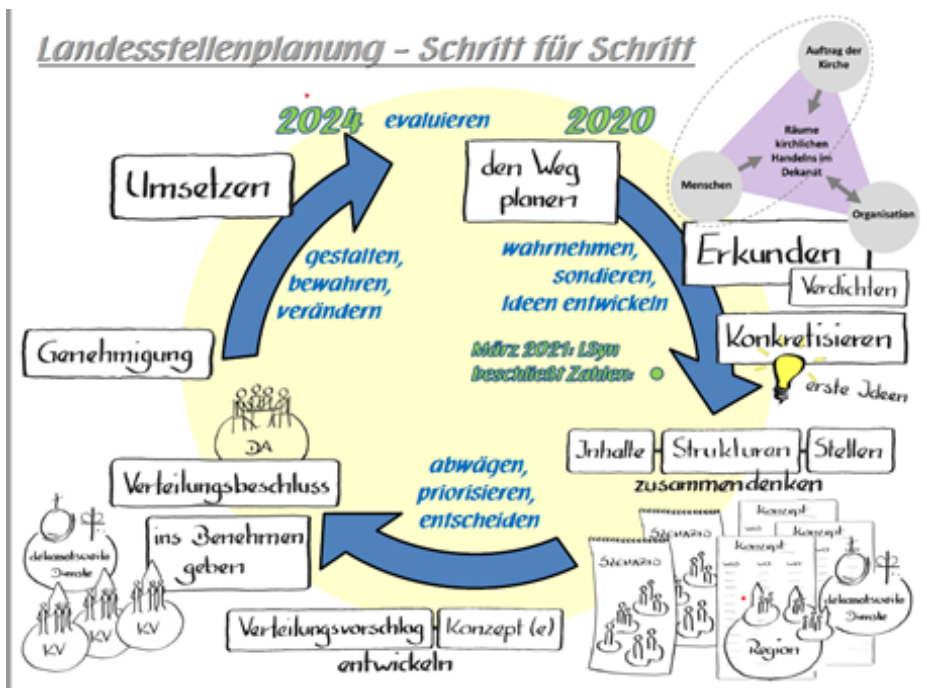 Landesstellenplanung – Schritt für Schritt
Auftrag der
Kirche
Räume
kirchlichen
Handelns im
Dekanat
Menschen
Organisation
2024
evaluieren
2020
den Weg
planen
wahrnehmen,
sondieren,
Ideen entwickeln
Erkunden
Verdichten
Konkretisieren
erste Ideen
März 2021: LSyn
beschließt Zahlen:
Inhalte
Strukturen
Stellen
zusammendenken
SZENARIO
SZENARIO
Konzept
Konzept
Konzept
WAS
Region
dekanatsweite
Dienste
abwägen,
priorisieren,
entscheiden
Verteilungsvorschlag
Konzept (e)
entwickeln
ins Benehmen
geben
Verteilungsbeschluss
DA
dekanatsweite
Dienste
KV
KV
KV
Genehmigung
gestalten,
bewahren,
verändern
Umsetzen